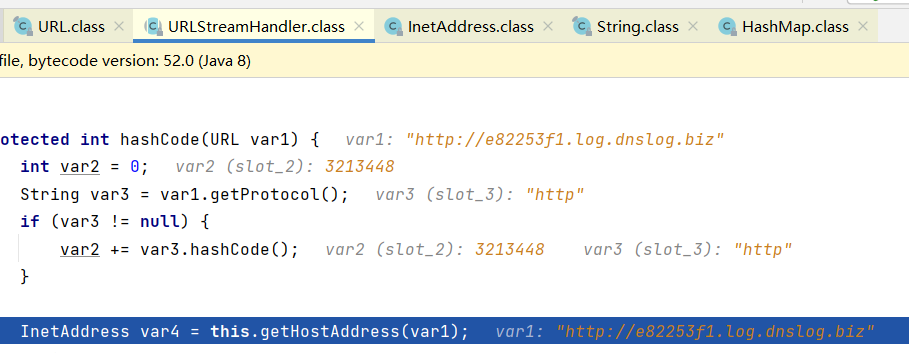 URL.class URLStreamHandler.class InetAddress.class String.class HashMap.class
file, bytecode version: 52.0 (Java 8)
otected int hashCode(URL var1) { var1: "http://e82253f1.log.dnslog.biz"
int var2 = 0; var2 (slot_2): 3213448
String var3 = var1.getProtocol(); var3 (slot_3): "http"
if (var3 != null) {
var2 += var3.hashCode(); var2 (slot_2): 3213448 var3 (slot_3): "http"
}
InetAddress var4 = this.getHostAddress(var1); var1: "http://e82253f1.log.dnslog.biz"